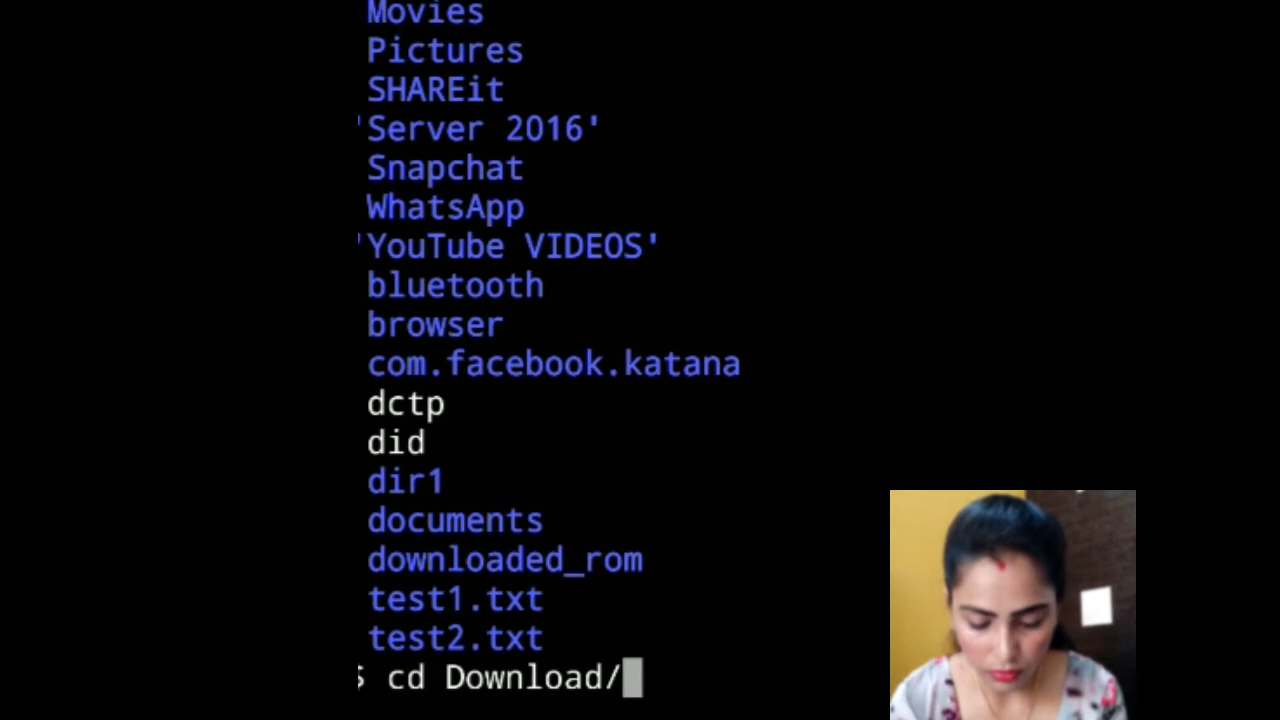 Movies
Pictures
SHAREit
'Server 2016'
Snapchat
WhatsApp
'YouTube VIDEOS'
bluetooth
browser
com.facebook.katana
dctp
did
dir1
documents
downloaded_rom
test1.txt
test2.txt
$ cd Download/